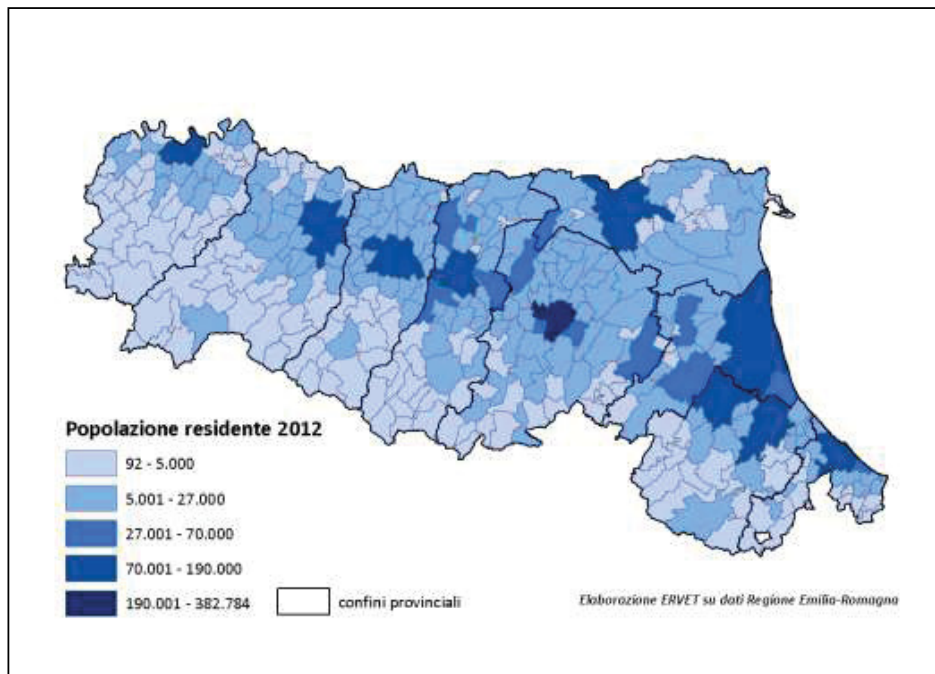 Popolazione residente 2012
92 - 5.000
5.001 - 27.000
27.001 - 70.000
70.001 - 190.000
190.001 - 382.784
confini provinciali
Elaborazione ERVET su dati Regione Emilia-Romagna